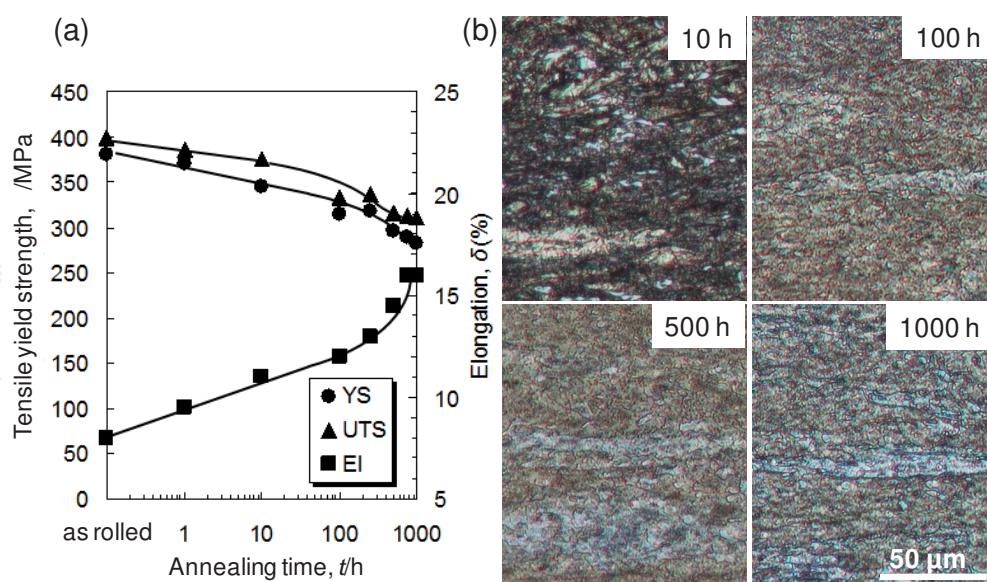 (a)
450
400
350
300
250
200
150
100
50
0
Tensile yield strength, /MPa
25
20
15
10
5
Elongation, δ(%)
YS
UTS
EI
as rolled 1 10 100 1000
Annealing time, t/h
(b)
10 h
100 h
500 h
1000 h
50 μm